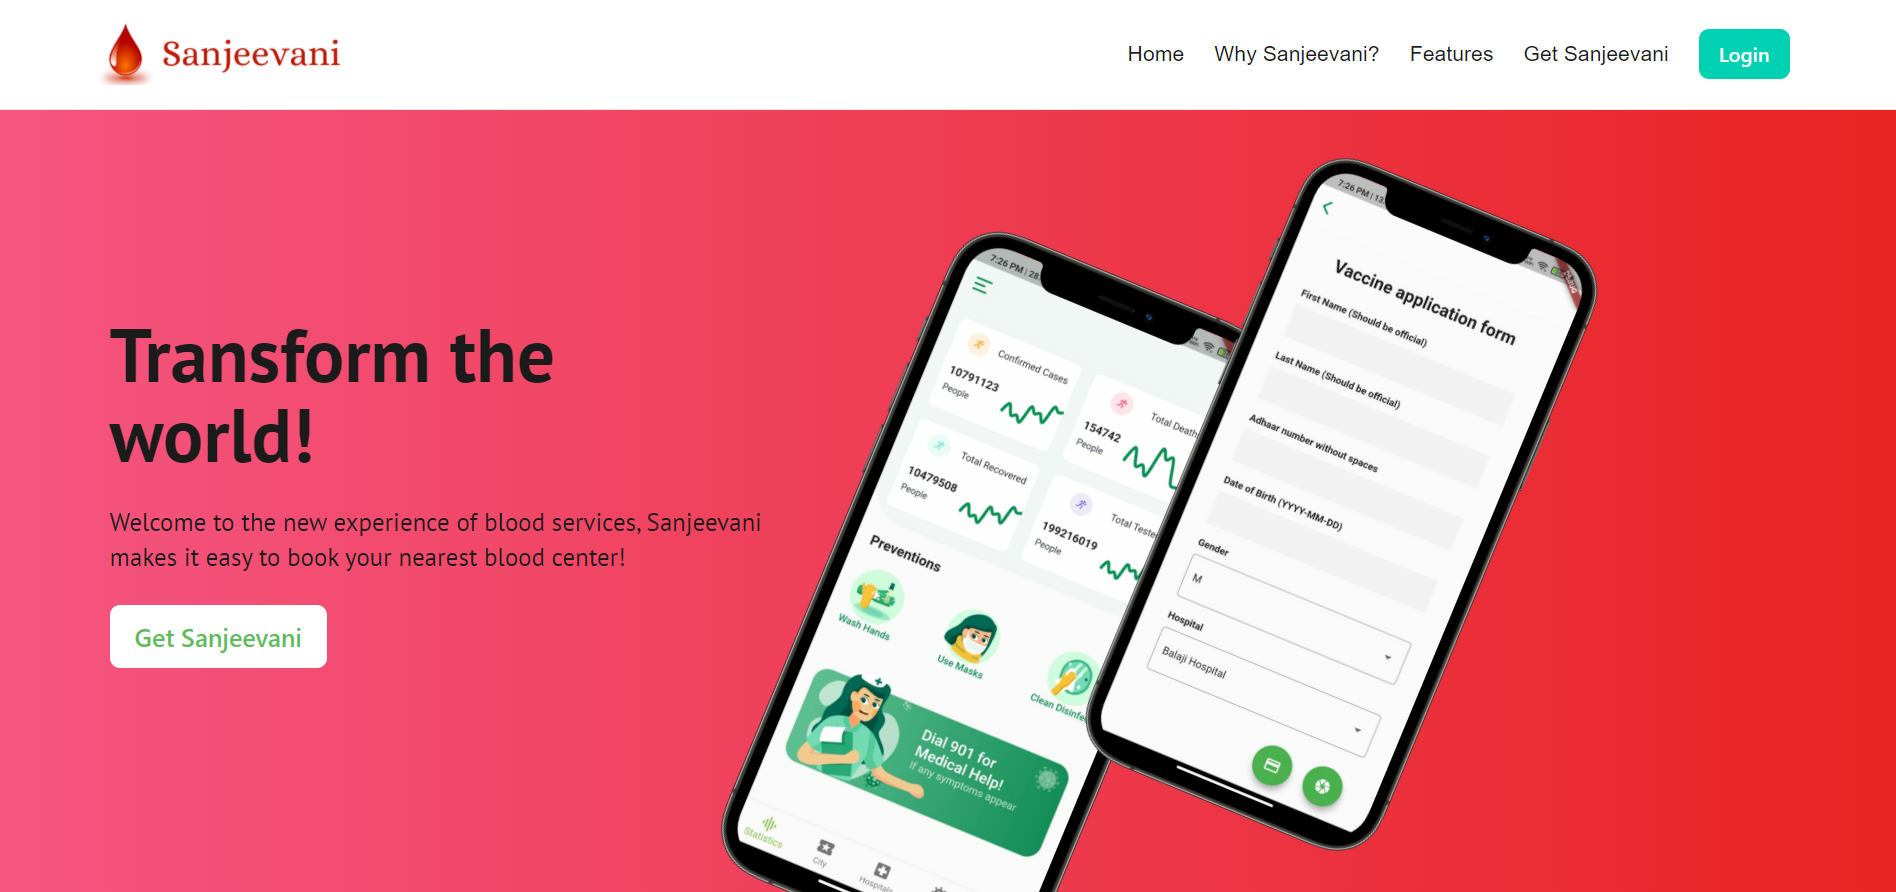 Sanjeevani
Home
Why Sanjeevani?
Features
Get Sanjeevani
Login
Transform the
world!
Welcome to the new experience of blood services, Sanjeevani
makes it easy to book your nearest blood center!
Get Sanjeevani
7:26 PM | 28
Confirmed Cases
10791123
People
Total Death
154742
People
Total Recovered
10479508
People
Total Teste
199216019
People
Preventions
Wash Hands
Use Masks
Clean Disinfe
Dial 901 for
Medical Help!
If any symptoms appear
Statistics
City
Hospitals
7:26 PM | 13
Vaccine application form
First Name (Should be official)
Last Name (Should be official)
Adhaar number without spaces
Date of Birth (YYYY-MM-DD)
Gender
M
Hospital
Balaji Hospital